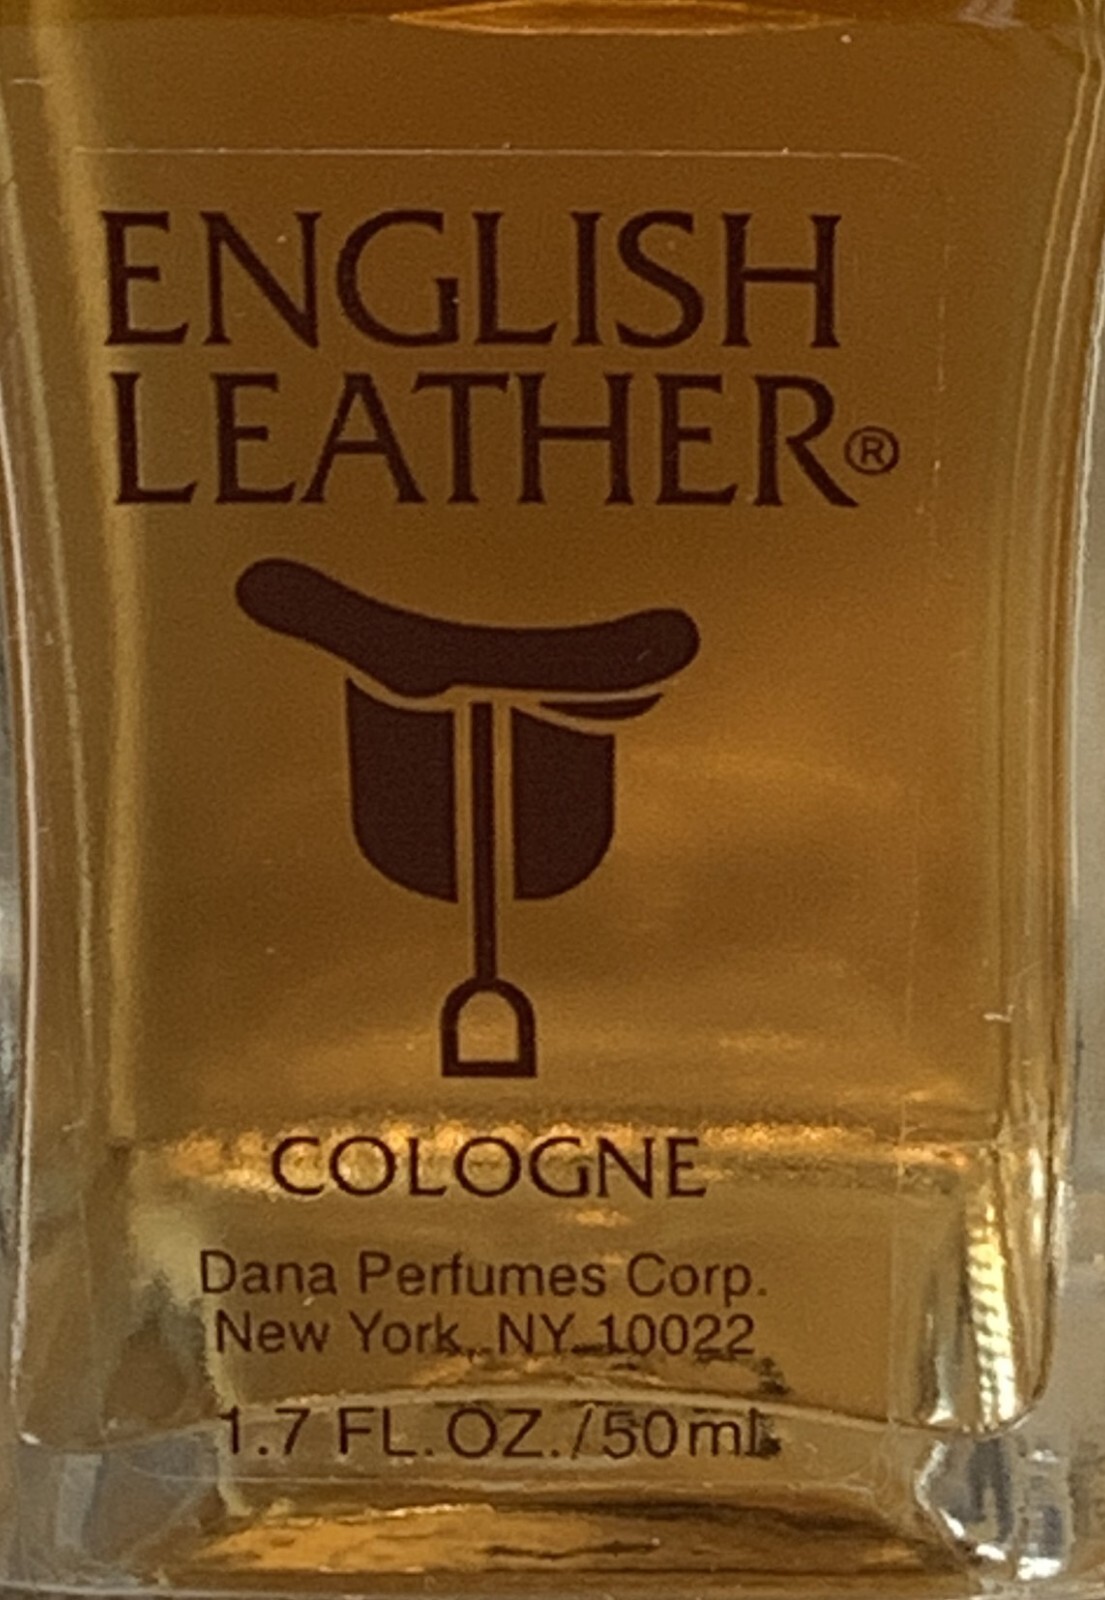 ENGLISH
LEATHER®
COLOGNE
Dana Perfumes Corp.
New York, NY 10022
1.7 FL. OZ./50ml